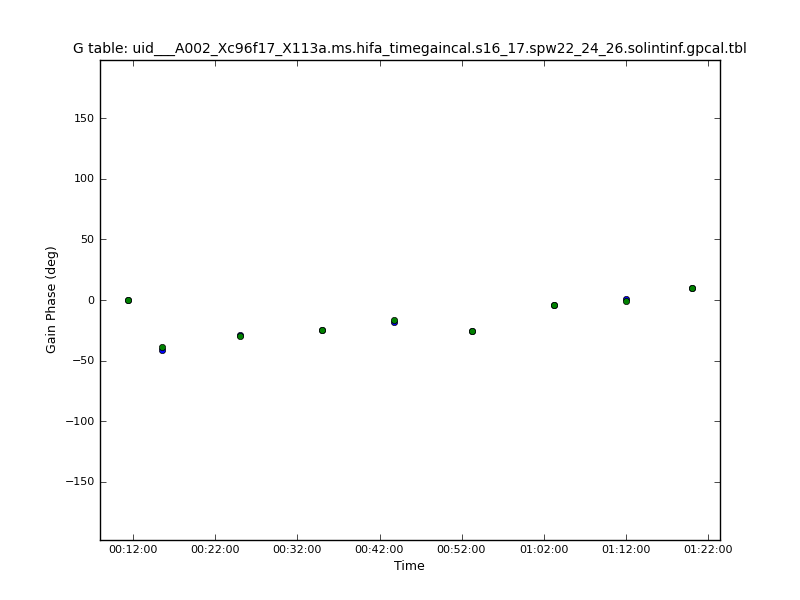 G table: uid___A002_Xc96f17_X113a.ms.hifa_timegaincal.s16_17.spw22_24_26.solintinf.gpcal.tbl
Gain Phase (deg)
150
100
50
0
−50
−100
−150
00:12:00 00:22:00 00:32:00 00:42:00 00:52:00 01:02:00 01:12:00 01:22:00
Time